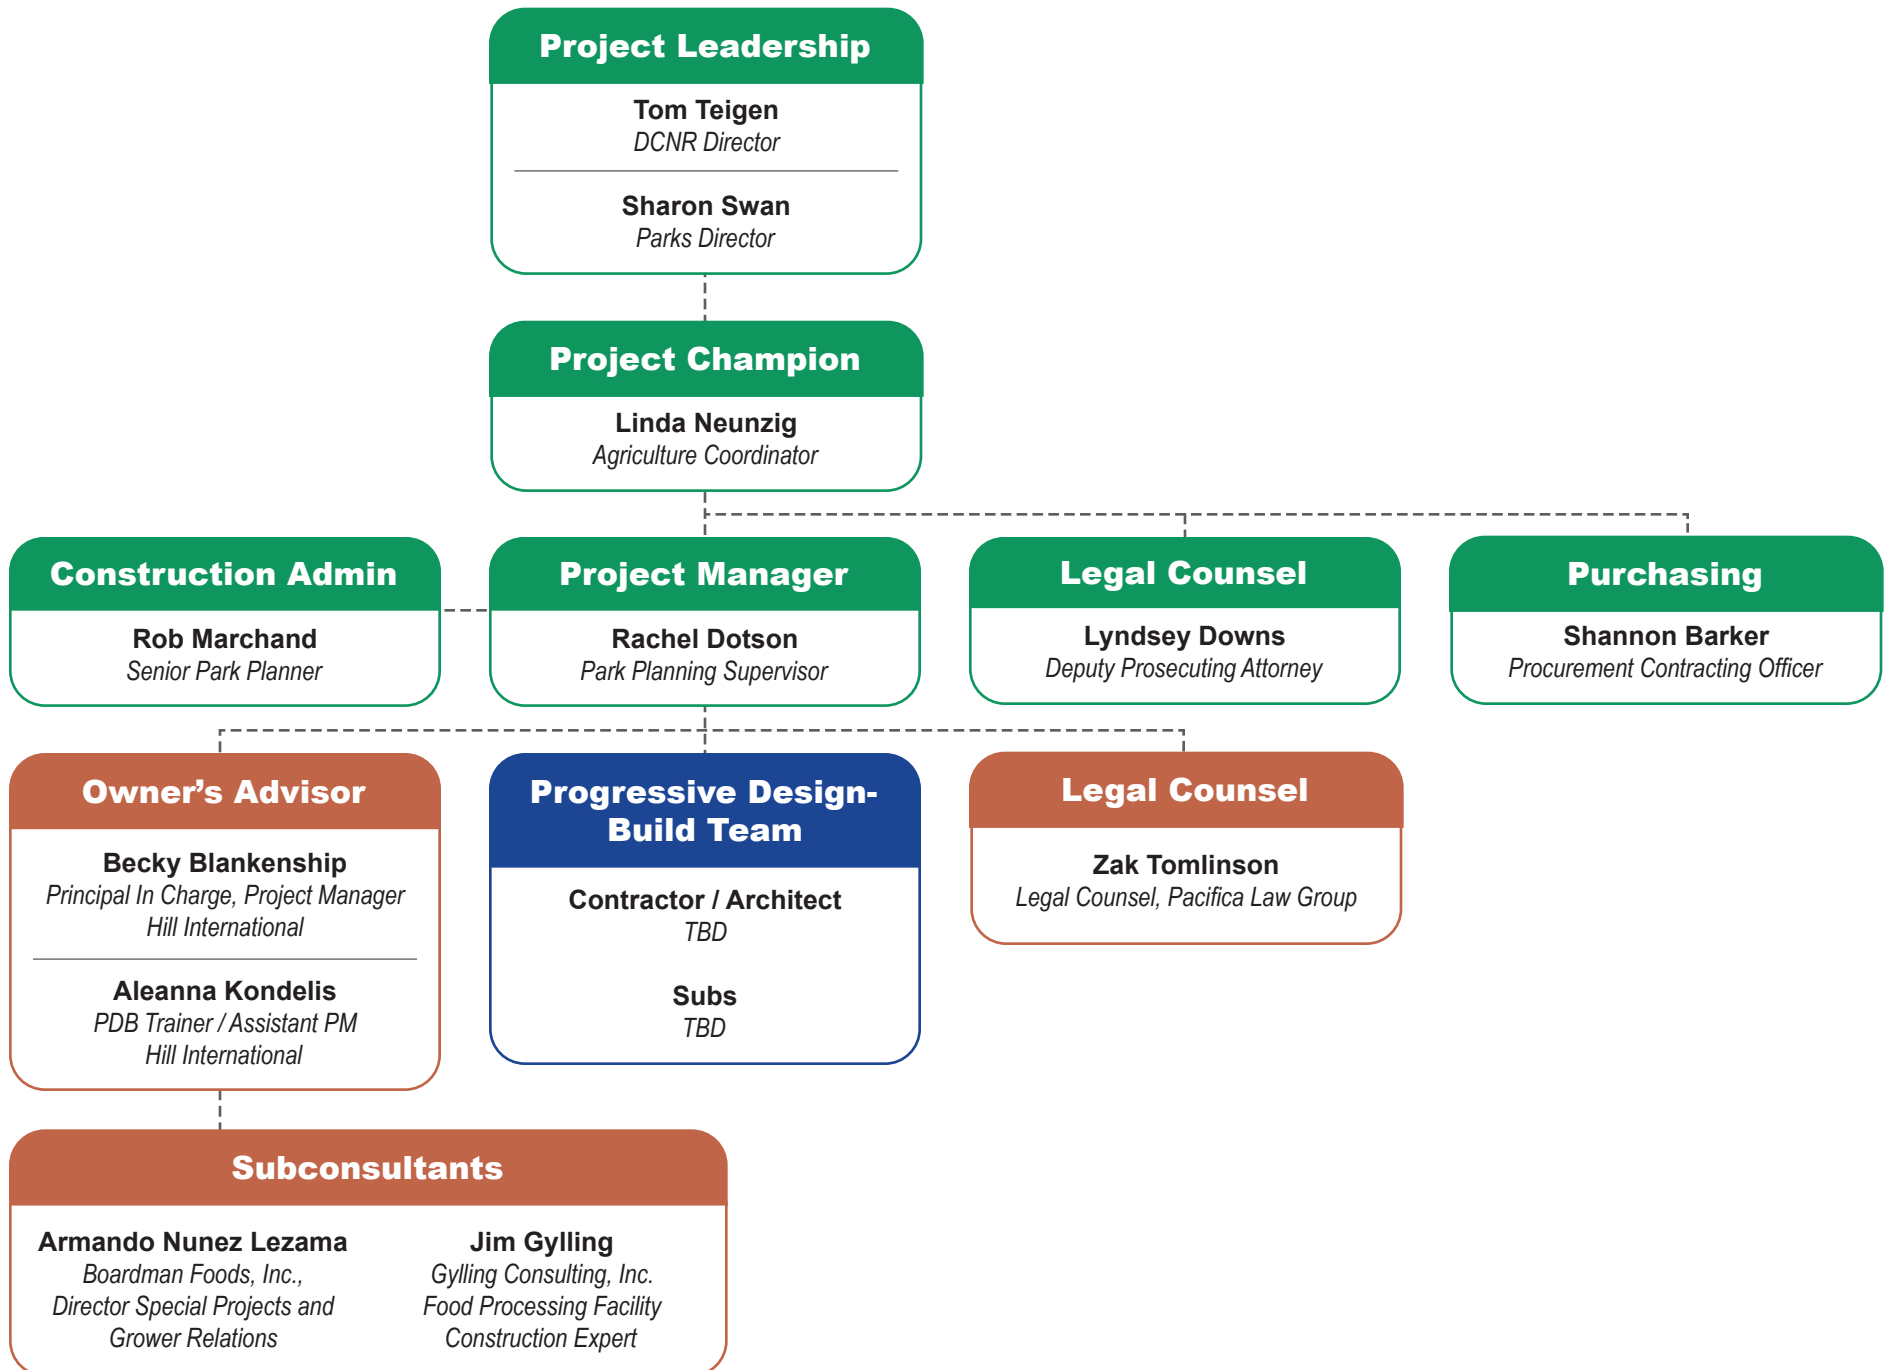 Project Leadership
Tom Teigen
DCNR Director
Sharon Swan
Parks Director
Project Champion
Linda Neunzig
Agriculture Coordinator
Construction Admin
Rob Marchand
Senior Park Planner
Project Manager
Rachel Dotson
Park Planning Supervisor
Legal Counsel
Lyndsey Downs
Deputy Prosecuting Attorney
Purchasing
Shannon Barker
Procurement Contracting Officer
Owner’s Advisor
Becky Blankenship
Principal In Charge, Project Manager
Hill International
Aleanna Kondelis
PDB Trainer / Assistant PM
Hill International
Progressive Design-
Build Team
Contractor / Architect
TBD
Subs
TBD
Legal Counsel
Zak Tomlinson
Legal Counsel, Pacifica Law Group
Subconsultants
Armando Nunez Lezama
Boardman Foods, Inc.,
Director Special Projects and
Grower Relations
Jim Gylling
Gylling Consulting, Inc.
Food Processing Facility
Construction Expert